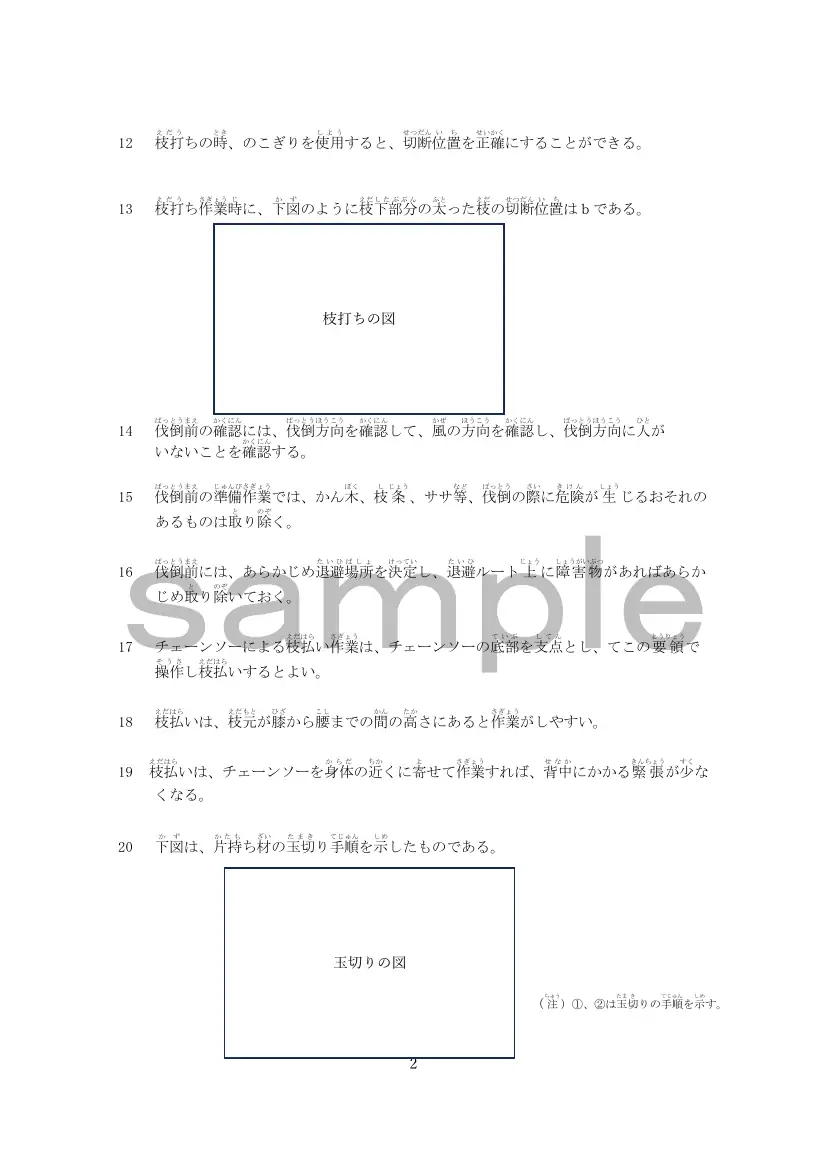 12 枝打ちの時、のこぎりを使用すると、切断位置を正確にすることができる。
13 枝打ち作業時に、下図のように枝下部分の太った枝の切断位置はｂである。
枝打ちの図
14 伐倒前の確認には、伐倒方向を確認して、風の方向を確認し、伐倒方向に人が
いないことを確認する。
15 伐倒前の準備作業では、かん木、枝条、ササ等、伐倒の際に危険が生じるおそれの
あるものは取り除く。
16 伐倒前には、あらかじめ退避場所を決定し、退避ルート上に障害物があればあらか
じめ取り除いておく。
sample
17 チェーンソーによる枝払い作業は、チェーンソーの底部を支点とし、てこの要領で
操作し枝払いするとよい。
18 枝払いは、枝元が膝から腰までの間の高さにあると作業がしやすい。
19 枝払いは、チェーンソーを身体の近くに寄せて作業すれば、背中にかかる緊張が少な
くなる。
20 下図は、片持ち材の玉切り手順を示したものである。
玉切りの図
（注）①、②は玉切りの手順を示す。
2